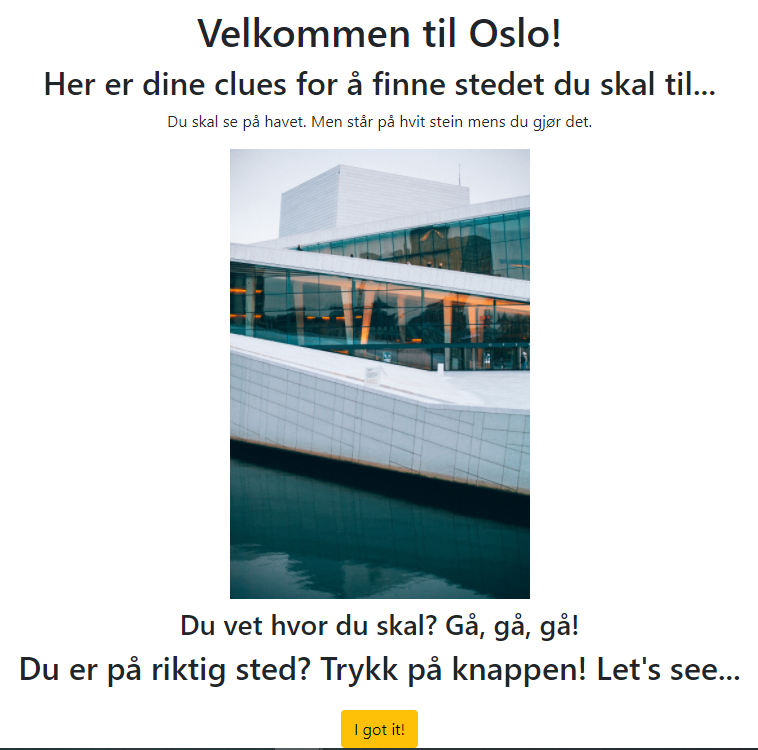 Velkommen til Oslo!
Her er dine clues for å finne stedet du skal til...
Du skal se på havet. Men står på hvit stein mens du gjør det.
Du vet hvor du skal? Gå, gå, gå!
Du er på riktig sted? Trykk på knappen! Let's see...
I got it!